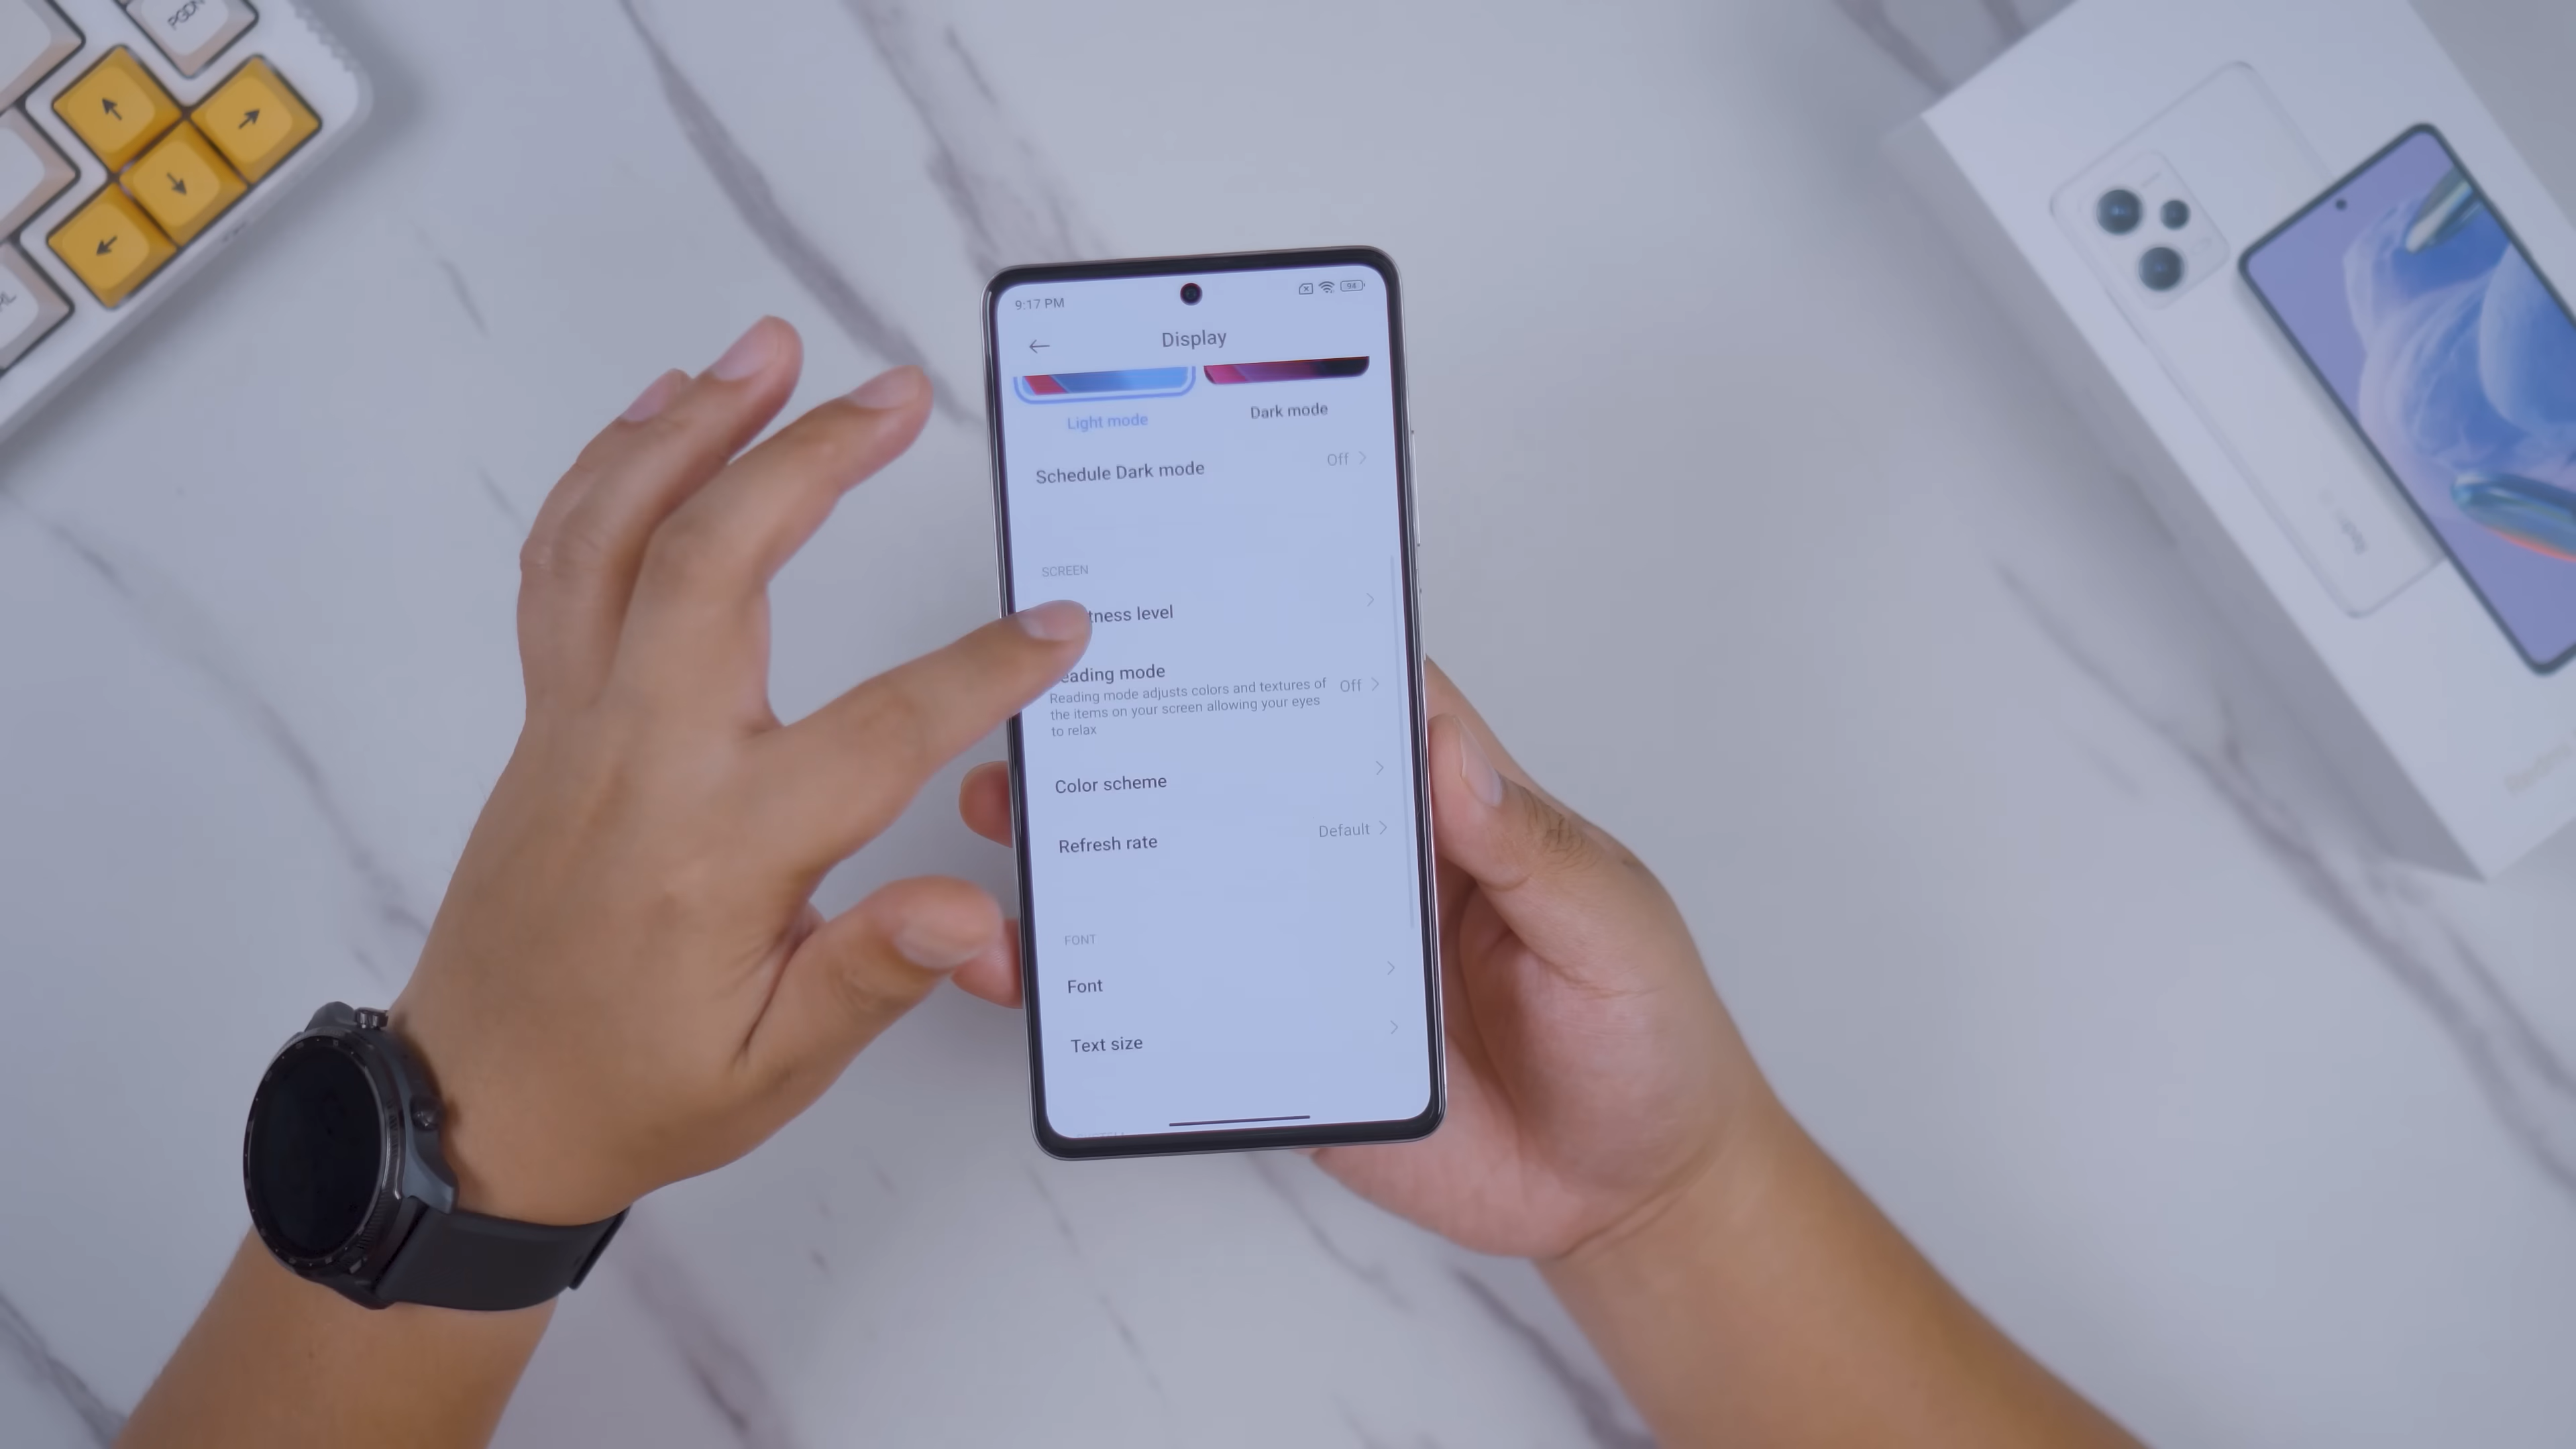 PGDN
9:17 PM
94
Display
Light mode
Dark mode
Schedule Dark mode
Off
SCREEN
tness level
eading mode
Reading mode adjusts colors and textures of
the items on your screen allowing your eyes
to relax
Off
Color scheme
Refresh rate
Default
FONT
Font
Text size